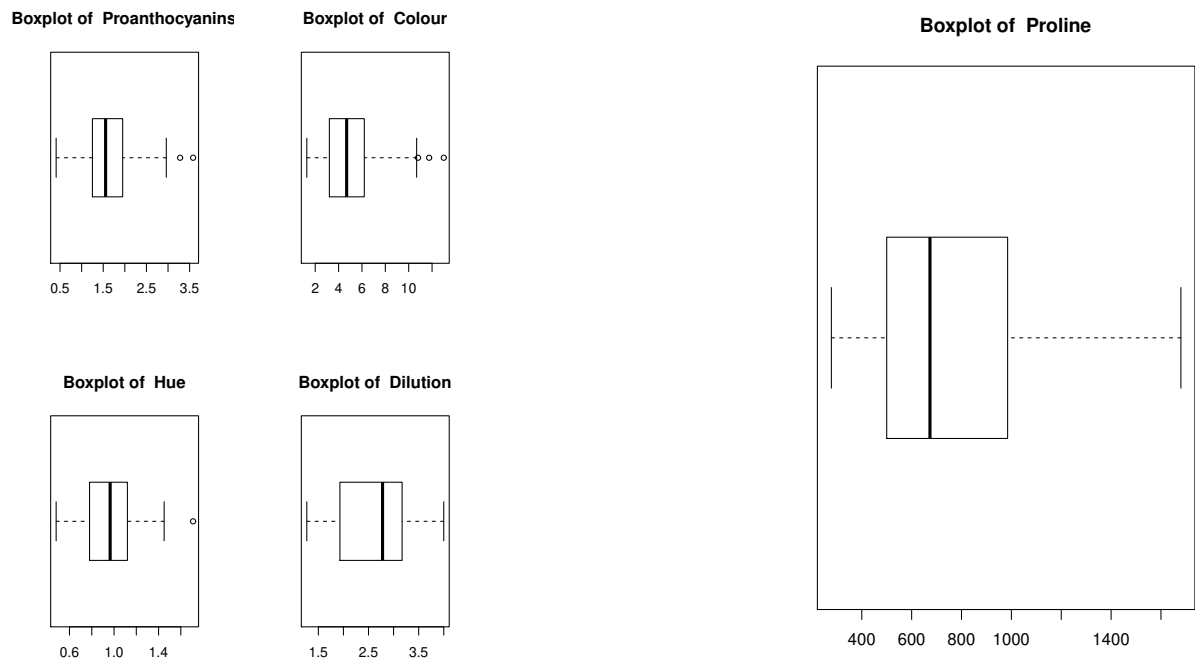 Boxplot of Proanthocyanins
0.5 1.5 2.5 3.5
Boxplot of Colour
2 4 6 8 10
Boxplot of Hue
0.6 1.0 1.4
Boxplot of Dilution
1.5 2.5 3.5
Boxplot of Proline
400 600 800 1000 1400